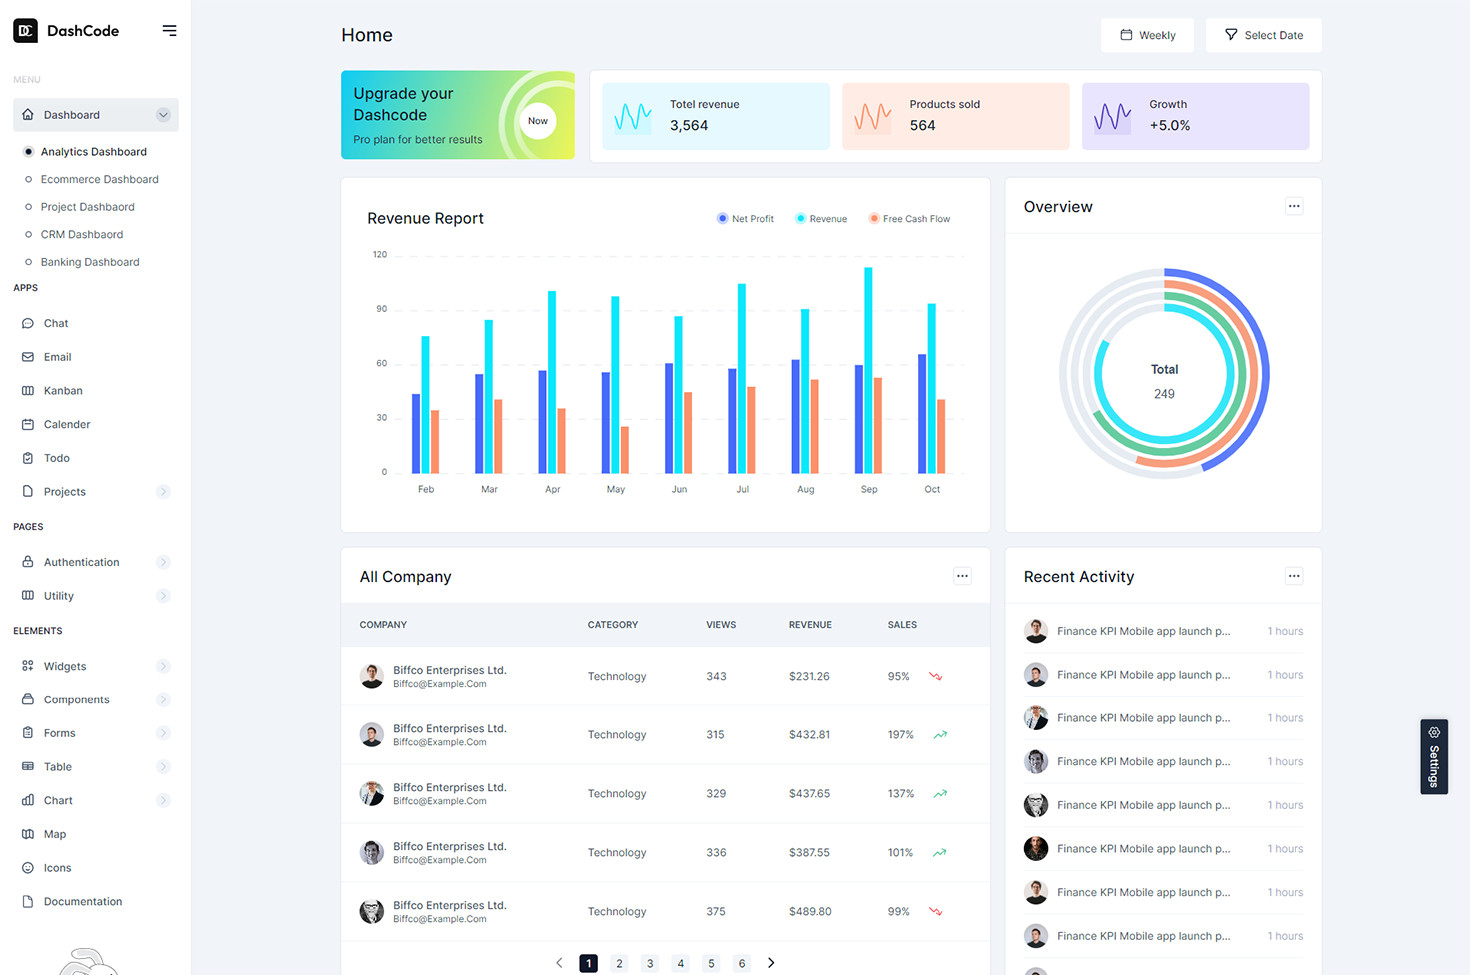 DC DashCode
MENU
Dashboard
Analytics Dashboard
Ecommerce Dashboard
Project Dashbaord
CRM Dashbaord
Banking Dashboard
APPS
Chat
Email
Kanban
Calender
Todo
Projects
PAGES
Authentication
Utility
ELEMENTS
Widgets
Components
Forms
Table
Chart
Map
Icons
Documentation
Home
Weekly
Select Date
Upgrade your
Dashcode
Pro plan for better results
Now
Totel revenue
3,564
Products sold
564
Growth
+5.0%
Revenue Report
Net Profit Revenue Free Cash Flow
120
90
60
30
0
Feb Mar Apr May Jun Jul Aug Sep Oct
Overview
Total
249
All Company
COMPANY CATEGORY VIEWS REVENUE SALES
Biffco Enterprises Ltd.
Biffco@Example.Com
Technology 343 $231.26 95%
Biffco Enterprises Ltd.
Biffco@Example.Com
Technology 315 $432.81 197%
Biffco Enterprises Ltd.
Biffco@Example.Com
Technology 329 $437.65 137%
Biffco Enterprises Ltd.
Biffco@Example.Com
Technology 336 $387.55 101%
Biffco Enterprises Ltd.
Biffco@Example.Com
Technology 375 $489.80 99%
1 2 3 4 5 6
Recent Activity
Finance KPI Mobile app launch p... 1 hours
Finance KPI Mobile app launch p... 1 hours
Finance KPI Mobile app launch p... 1 hours
Finance KPI Mobile app launch p... 1 hours
Finance KPI Mobile app launch p... 1 hours
Finance KPI Mobile app launch p... 1 hours
Finance KPI Mobile app launch p... 1 hours
Finance KPI Mobile app launch p... 1 hours
Settings